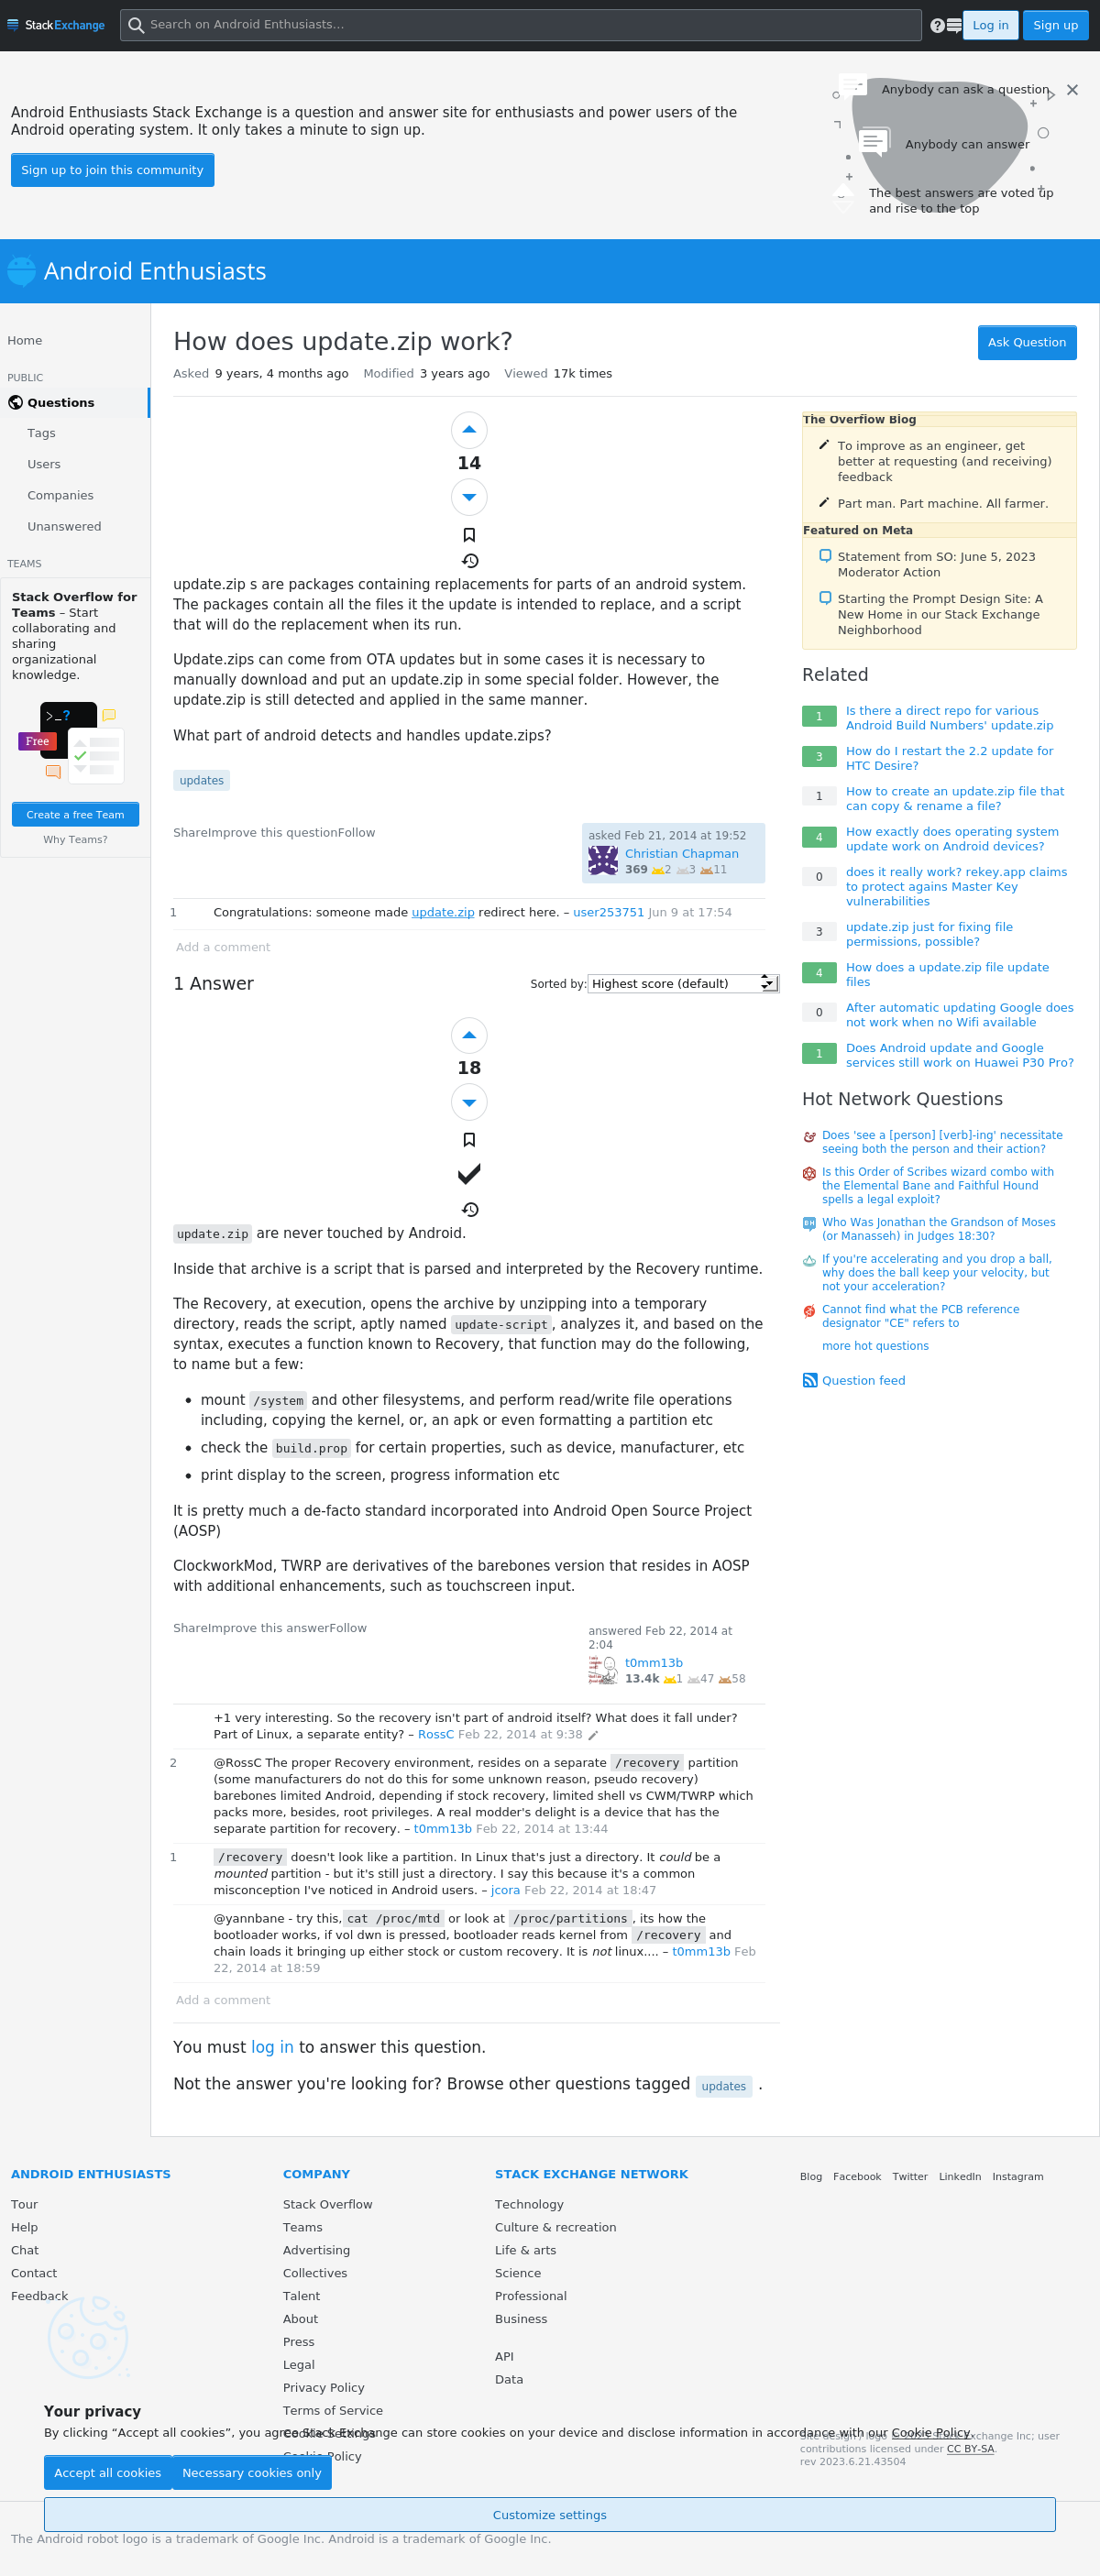 StackExchange
Search on Android Enthusiasts…
Log in
Sign up
Android Enthusiasts Stack Exchange is a question and answer site for enthusiasts and power users of the
Android operating system. It only takes a minute to sign up.
Sign up to join this community
Anybody can ask a question
Anybody can answer
The best answers are voted up
and rise to the top
Android Enthusiasts
Home
PUBLIC
Questions
Tags
Users
Companies
Unanswered
TEAMS
Stack Overflow for
Teams – Start
collaborating and
sharing
organizational
knowledge.
>_?
Free
Create a free Team
Why Teams?
How does update.zip work?
Ask Question
Asked 9 years, 4 months ago Modified 3 years ago Viewed 17k times
14
update.zip s are packages containing replacements for parts of an android system.
The packages contain all the files it the update is intended to replace, and a script
that will do the replacement when its run.
Update.zips can come from OTA updates but in some cases it is necessary to
manually download and put an update.zip in some special folder. However, the
update.zip is still detected and applied in the same manner.
What part of android detects and handles update.zips?
updates
ShareImprove this questionFollow
asked Feb 21, 2014 at 19:52
Christian Chapman
369 2 3 11
1 Congratulations: someone made update.zip redirect here. – user253751 Jun 9 at 17:54
Add a comment
1 Answer
Sorted by: Highest score (default)
18
update.zip are never touched by Android.
Inside that archive is a script that is parsed and interpreted by the Recovery runtime.
The Recovery, at execution, opens the archive by unzipping into a temporary
directory, reads the script, aptly named update-script, analyzes it, and based on the
syntax, executes a function known to Recovery, that function may do the following,
to name but a few:
• mount /system and other filesystems, and perform read/write file operations
including, copying the kernel, or, an apk or even formatting a partition etc
• check the build.prop for certain properties, such as device, manufacturer, etc
• print display to the screen, progress information etc
It is pretty much a de-facto standard incorporated into Android Open Source Project
(AOSP)
ClockworkMod, TWRP are derivatives of the barebones version that resides in AOSP
with additional enhancements, such as touchscreen input.
ShareImprove this answerFollow
answered Feb 22, 2014 at
2:04
t0mm13b
13.4k 1 47 58
+1 very interesting. So the recovery isn't part of android itself? What does it fall under?
Part of Linux, a separate entity? – RossC Feb 22, 2014 at 9:38
2 @RossC The proper Recovery environment, resides on a separate /recovery partition
(some manufacturers do not do this for some unknown reason, pseudo recovery)
barebones limited Android, depending if stock recovery, limited shell vs CWM/TWRP which
packs more, besides, root privileges. A real modder's delight is a device that has the
separate partition for recovery. – t0mm13b Feb 22, 2014 at 13:44
1 /recovery doesn't look like a partition. In Linux that's just a directory. It could be a
mounted partition - but it's still just a directory. I say this because it's a common
misconception I've noticed in Android users. – jcora Feb 22, 2014 at 18:47
@yannbane - try this, cat /proc/mtd or look at /proc/partitions, its how the
bootloader works, if vol dwn is pressed, bootloader reads kernel from /recovery and
chain loads it bringing up either stock or custom recovery. It is not linux.... – t0mm13b Feb
22, 2014 at 18:59
Add a comment
You must log in to answer this question.
Not the answer you're looking for? Browse other questions tagged updates .
The Overflow Blog
To improve as an engineer, get
better at requesting (and receiving)
feedback
Part man. Part machine. All farmer.
Featured on Meta
Statement from SO: June 5, 2023
Moderator Action
Starting the Prompt Design Site: A
New Home in our Stack Exchange
Neighborhood
Related
1 Is there a direct repo for various
Android Build Numbers' update.zip
3 How do I restart the 2.2 update for
HTC Desire?
1 How to create an update.zip file that
can copy & rename a file?
4 How exactly does operating system
update work on Android devices?
0 does it really work? rekey.app claims
to protect agains Master Key
vulnerabilities
3 update.zip just for fixing file
permissions, possible?
4 How does a update.zip file update
files
0 After automatic updating Google does
not work when no Wifi available
1 Does Android update and Google
services still work on Huawei P30 Pro?
Hot Network Questions
Does 'see a [person] [verb]-ing' necessitate
seeing both the person and their action?
Is this Order of Scribes wizard combo with
the Elemental Bane and Faithful Hound
spells a legal exploit?
Who Was Jonathan the Grandson of Moses
(or Manasseh) in Judges 18:30?
If you're accelerating and you drop a ball,
why does the ball keep your velocity, but
not your acceleration?
Cannot find what the PCB reference
designator "CE" refers to
more hot questions
Question feed
ANDROID ENTHUSIASTS
Tour
Help
Chat
Contact
Feedback
COMPANY
Stack Overflow
Teams
Advertising
Collectives
Talent
About
Press
Legal
Privacy Policy
Terms of Service
Cookie Settings
Cookie Policy
STACK EXCHANGE NETWORK
Technology
Culture & recreation
Life & arts
Science
Professional
Business
API
Data
Blog Facebook Twitter LinkedIn Instagram
Site design / logo © 2023 Stack Exchange Inc; user
contributions licensed under CC BY-SA.
rev 2023.6.21.43504
Your privacy
By clicking “Accept all cookies”, you agree Stack Exchange can store cookies on your device and disclose information in accordance with our Cookie Policy.
Accept all cookies
Necessary cookies only
Customize settings
The Android robot logo is a trademark of Google Inc. Android is a trademark of Google Inc.